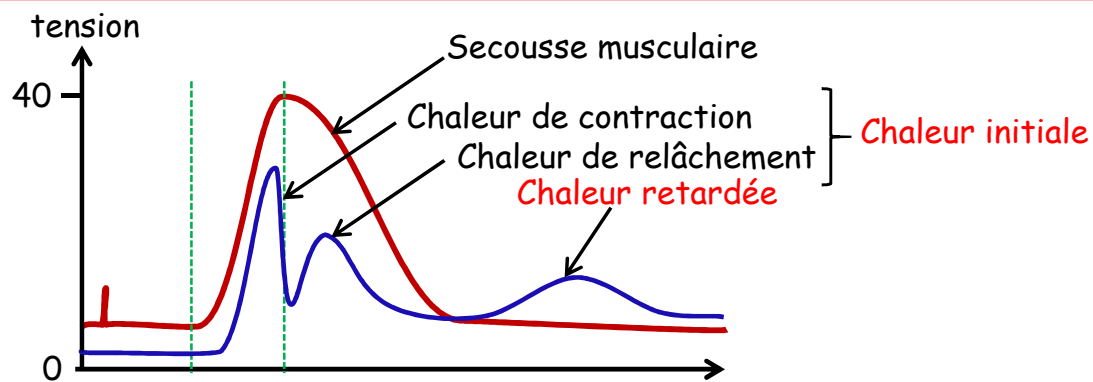 tension
40
Secousse musculaire
Chaleur de contraction
Chaleur initiale
Chaleur de relâchement
Chaleur retardée
0